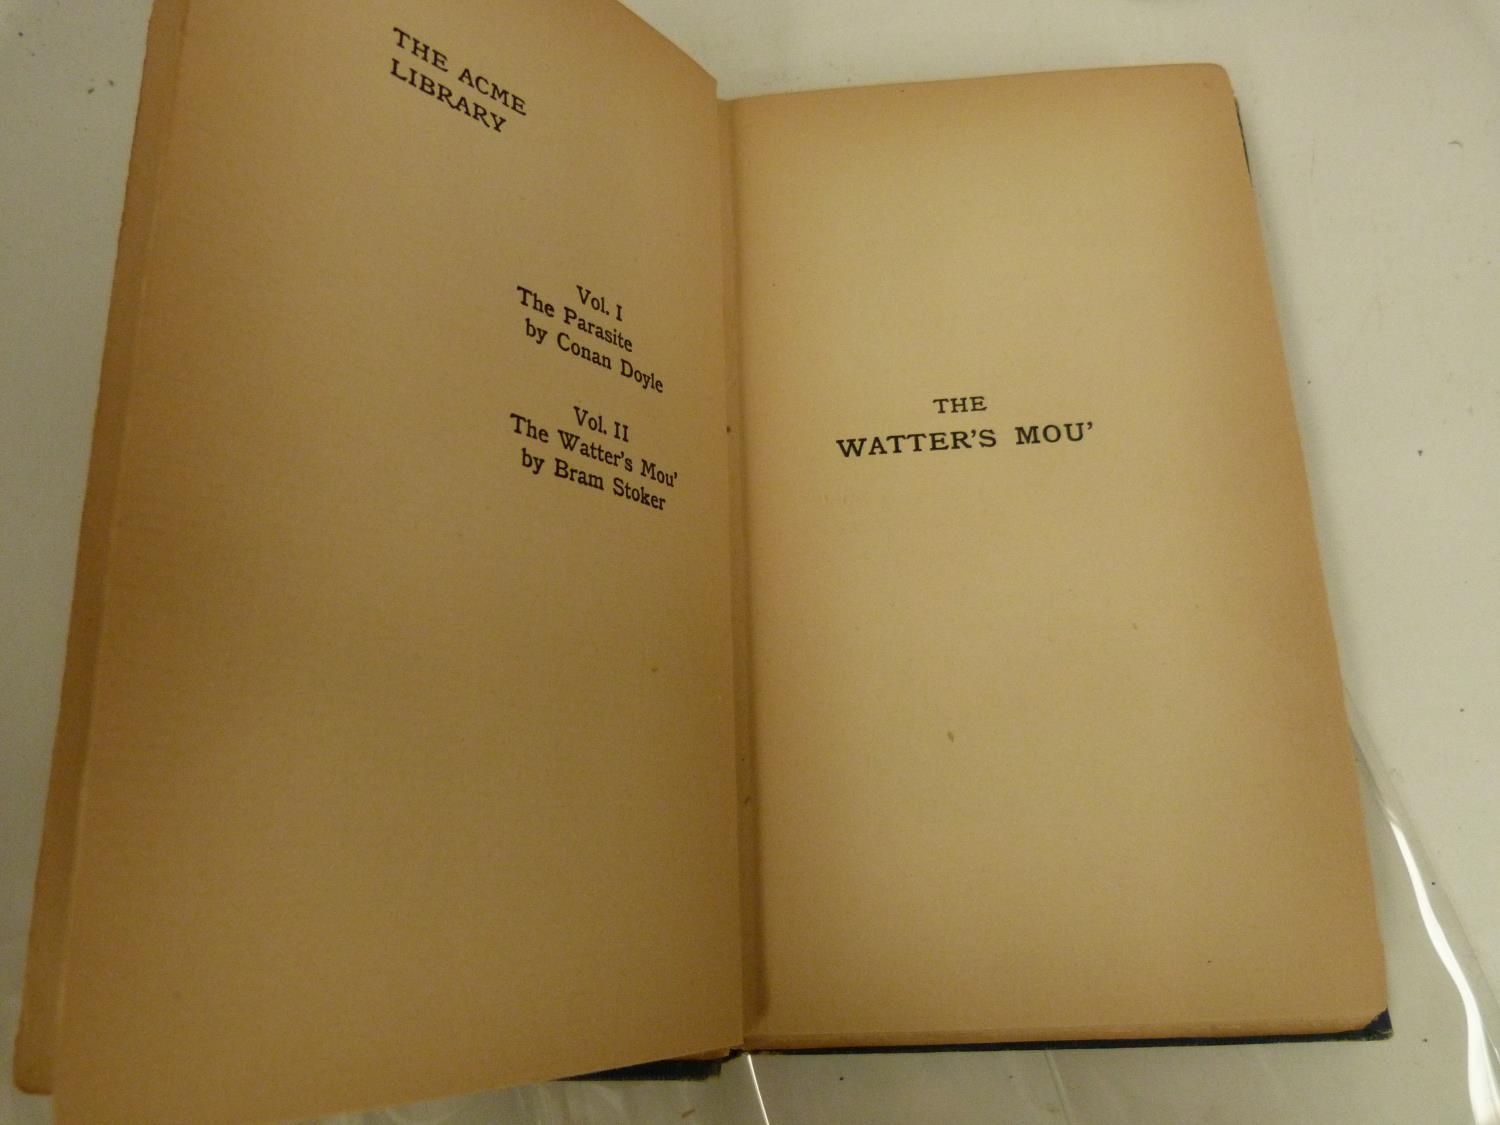 THE ACME
LIBRARY
Vol. I
The Parasite
by Conan Doyle
Vol. II
The Watter's Mou'
by Bram Stoker
THE
WATTER'S MOU'